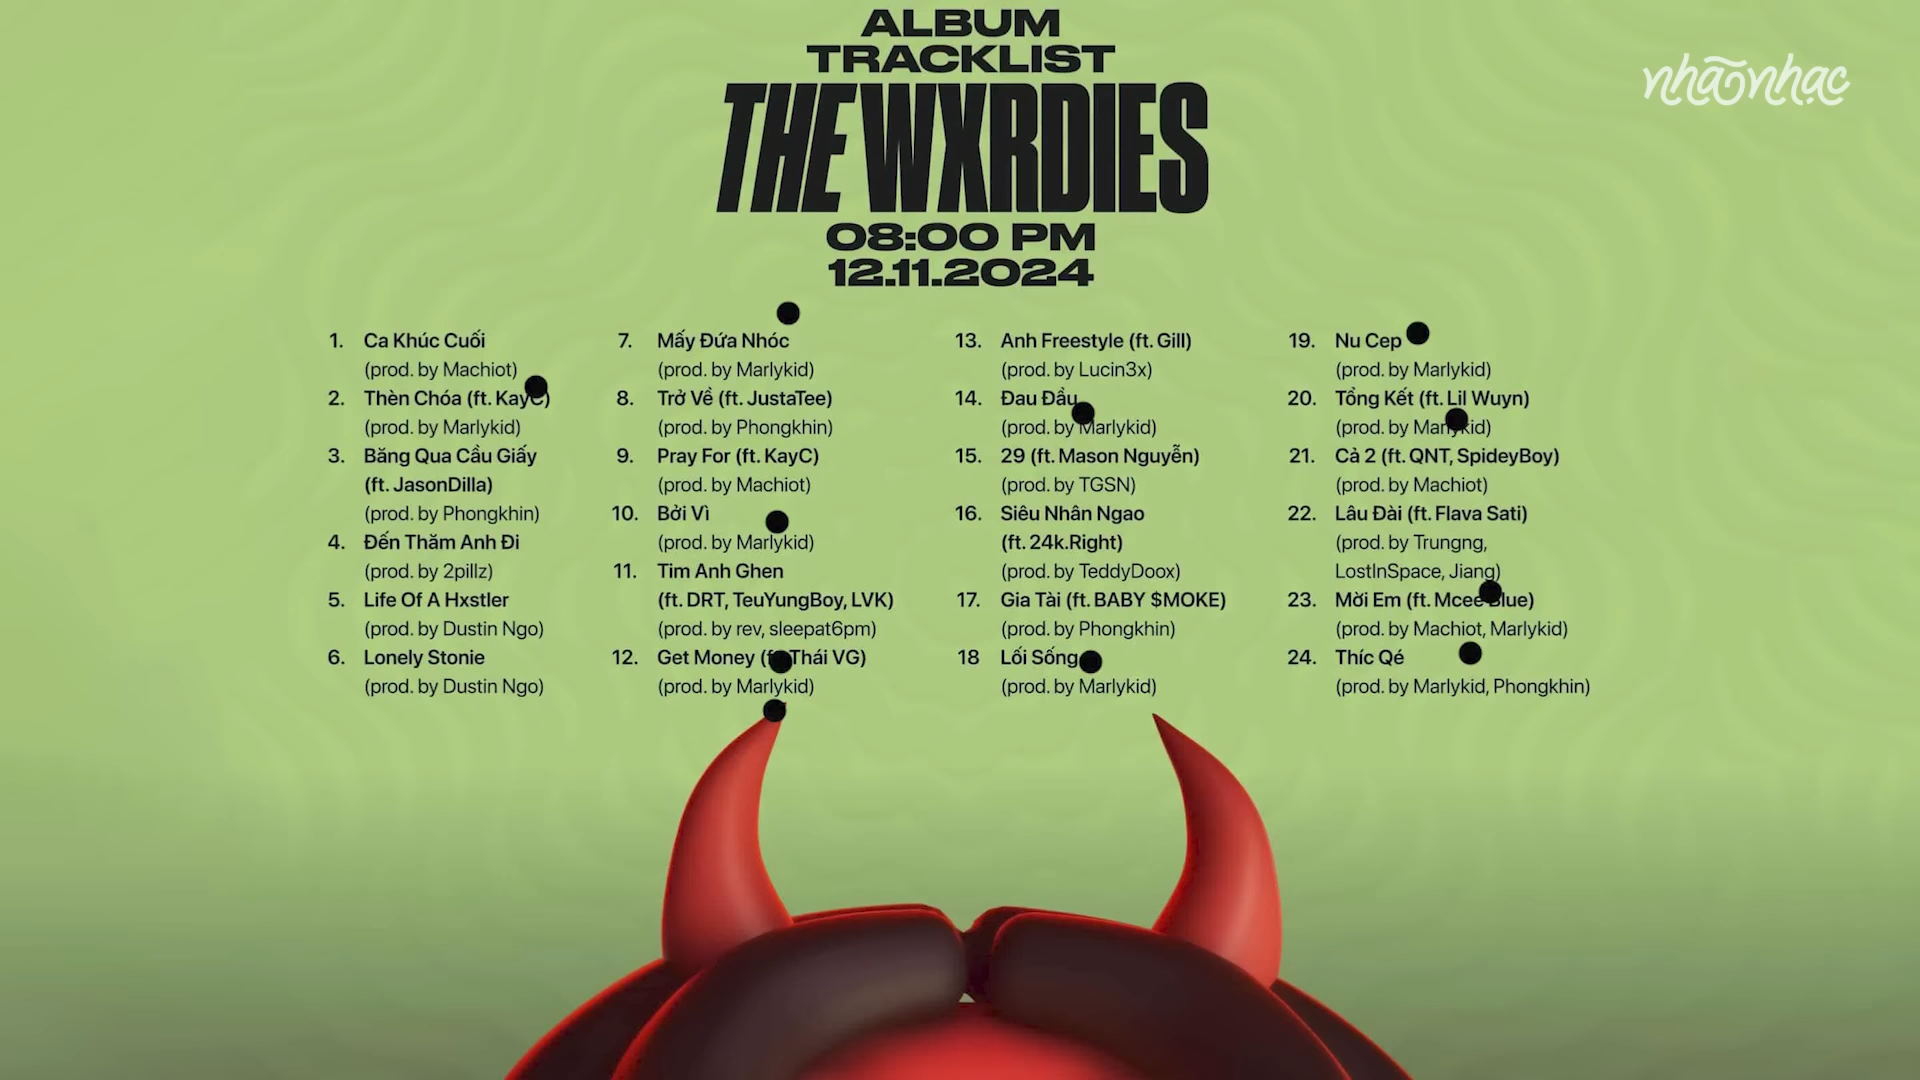 ALBUM
TRACKLIST
THE WXRDIES
08:00 PM
12.11.2024
nhạc nhạc
1. Ca Khúc Cuối
(prod. by Machiot)
2. Thèn Chóa (ft. KayC)
(prod. by Marlykid)
3. Băng Qua Cầu Giấy
(ft. JasonDilla)
(prod. by Phongkhin)
4. Đến Thăm Anh Đi
(prod. by 2pillz)
5. Life Of A Hxstler
(prod. by Dustin Ngo)
6. Lonely Stonie
(prod. by Dustin Ngo)
7. Mấy Đứa Nhóc
(prod. by Marlykid)
8. Trở Về (ft. JustaTee)
(prod. by Phongkhin)
9. Pray For (ft. KayC)
(prod. by Machiot)
10. Bởi Vì
(prod. by Marlykid)
11. Tim Anh Ghen
(ft. DRT, TeuYungBoy, LVK)
(prod. by rev, sleepat6pm)
12. Get Money (ft. Thái VG)
(prod. by Marlykid)
13. Anh Freestyle (ft. Gill)
(prod. by Lucin3x)
14. Đau Đầu
(prod. by Marlykid)
15. 29 (ft. Mason Nguyễn)
(prod. by TGSN)
16. Siêu Nhân Ngao
(ft. 24k.Right)
(prod. by TeddyDoox)
17. Gia Tài (ft. BABY $MOKE)
(prod. by Phongkhin)
18 Lối Sống
(prod. by Marlykid)
19. Nu Cep
(prod. by Marlykid)
20. Tổng Kết (ft. Lil Wuyn)
(prod. by Marlykid)
21. Cả 2 (ft. QNT, SpideyBoy)
(prod. by Machiot)
22. Lâu Đài (ft. Flava Sati)
(prod. by Trungng,
LostInSpace, Jiang)
23. Mời Em (ft. Mcee Blue)
(prod. by Machiot, Marlykid)
24. Thíc Qé
(prod. by Marlykid, Phongkhin)